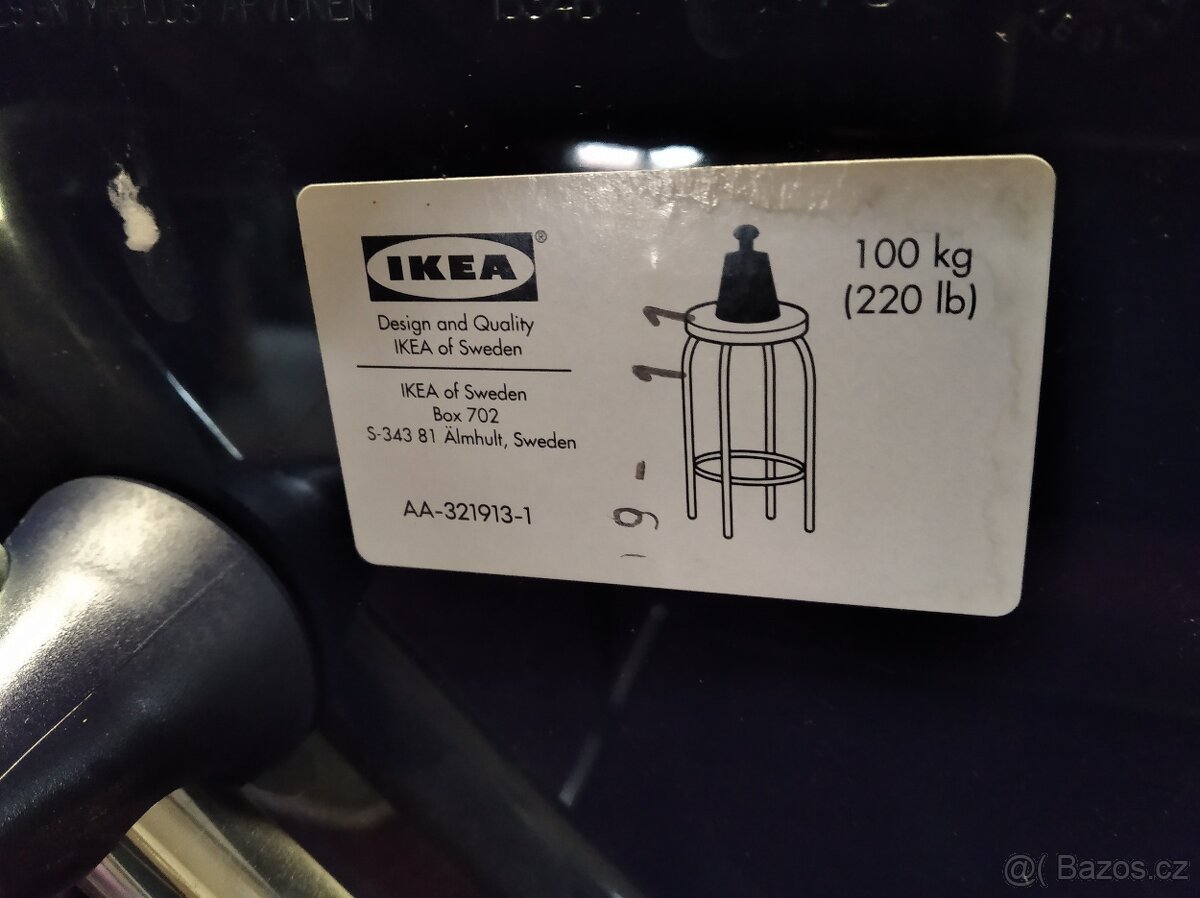 ARVONEN
IKEA®
Design and Quality
IKEA of Sweden
IKEA of Sweden
Box 702
S-343 81 Älmhult, Sweden
AA-321913-1
100 kg
(220 lb)
@( Bazos.cz